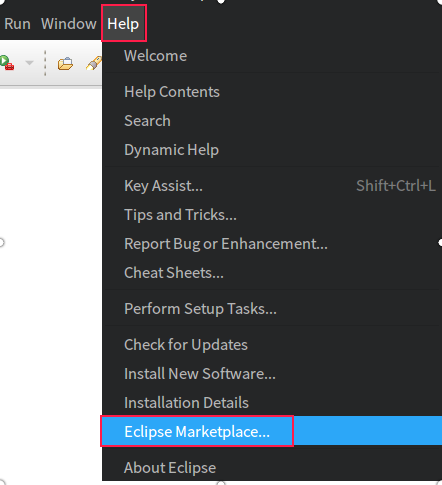 Run Window Help
Welcome
Help Contents
Search
Dynamic Help
Key Assist... Shift+Ctrl+L
Tips and Tricks...
Report Bug or Enhancement...
Cheat Sheets...
Perform Setup Tasks...
Check for Updates
Install New Software...
Installation Details
Eclipse Marketplace...
About Eclipse